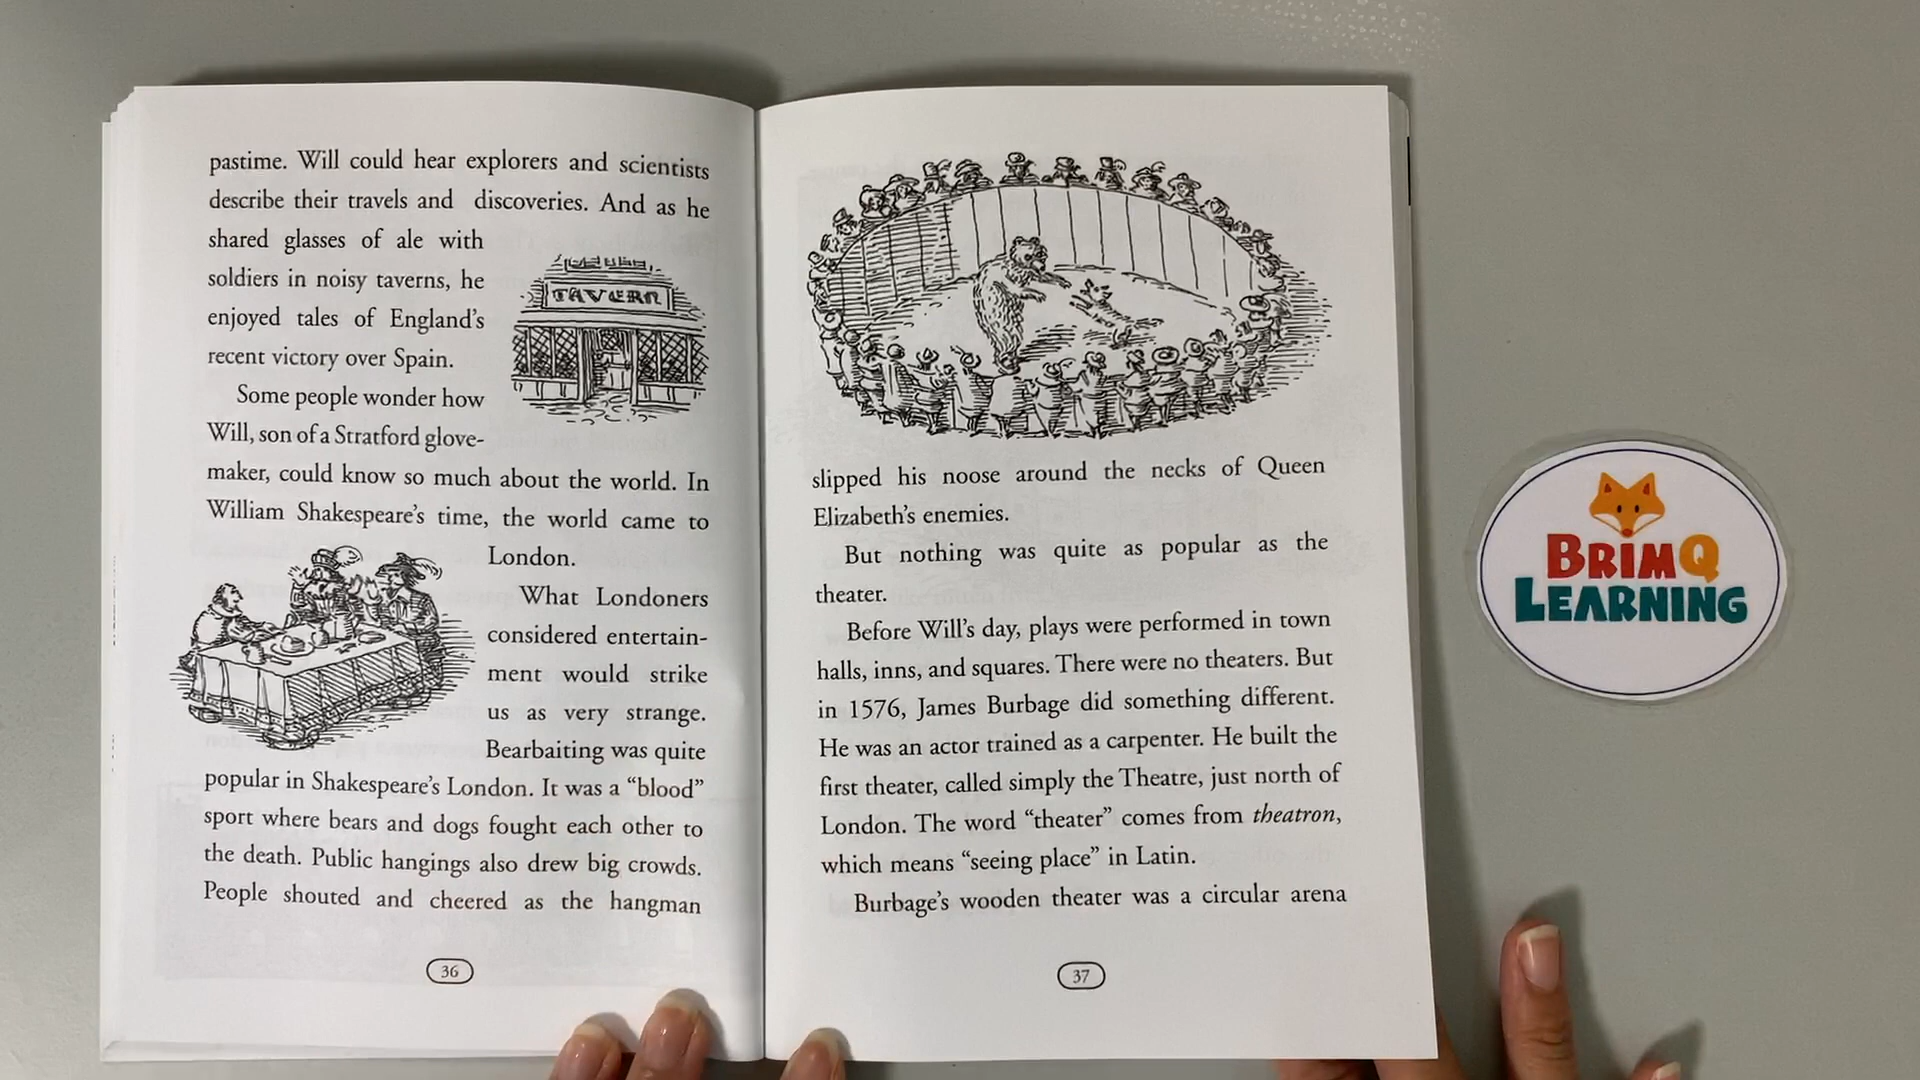 pastime. Will could hear explorers and scientists
describe their travels and discoveries. And as he
shared glasses of ale with
soldiers in noisy taverns, he
enjoyed tales of England's
recent victory over Spain.
TAVERN
Some people wonder how
Will, son of a Stratford glove-
maker, could know so much about the world. In
William Shakespeare's time, the world came to
London.
What Londoners
considered entertain-
ment would strike
us as very strange.
Bearbaiting was quite
popular in Shakespeare's London. It was a “blood”
sport where bears and dogs fought each other to
the death. Public hangings also drew big crowds.
People shouted and cheered as the hangman
36
slipped his noose around the necks of Queen
Elizabeth's enemies.
But nothing was quite as popular as the
theater.
Before Will's day, plays were performed in town
halls, inns, and squares. There were no theaters. But
in 1576, James Burbage did something different.
He was an actor trained as a carpenter. He built the
first theater, called simply the Theatre, just north of
London. The word “theater” comes from theatron,
which means “seeing place” in Latin.
Burbage's wooden theater was a circular arena
37
BRIMQ
LEARNING